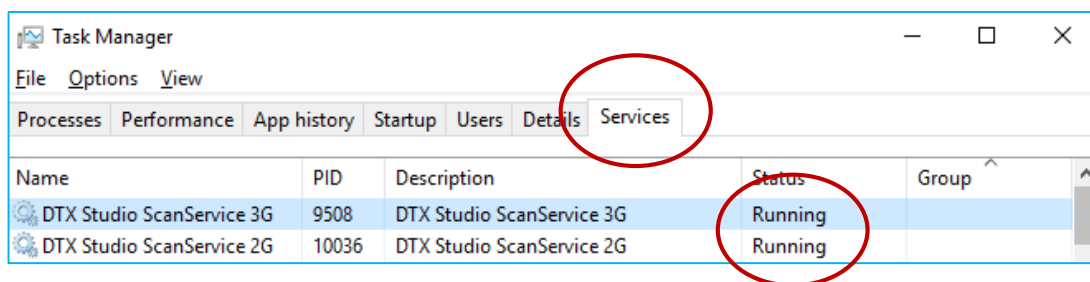 Task Manager
File Options View
Processes Performance App history Startup Users Details Services
Name PID Description Status Group
DTX Studio ScanService 3G 9508 DTX Studio ScanService 3G Running
DTX Studio ScanService 2G 10036 DTX Studio ScanService 2G Running